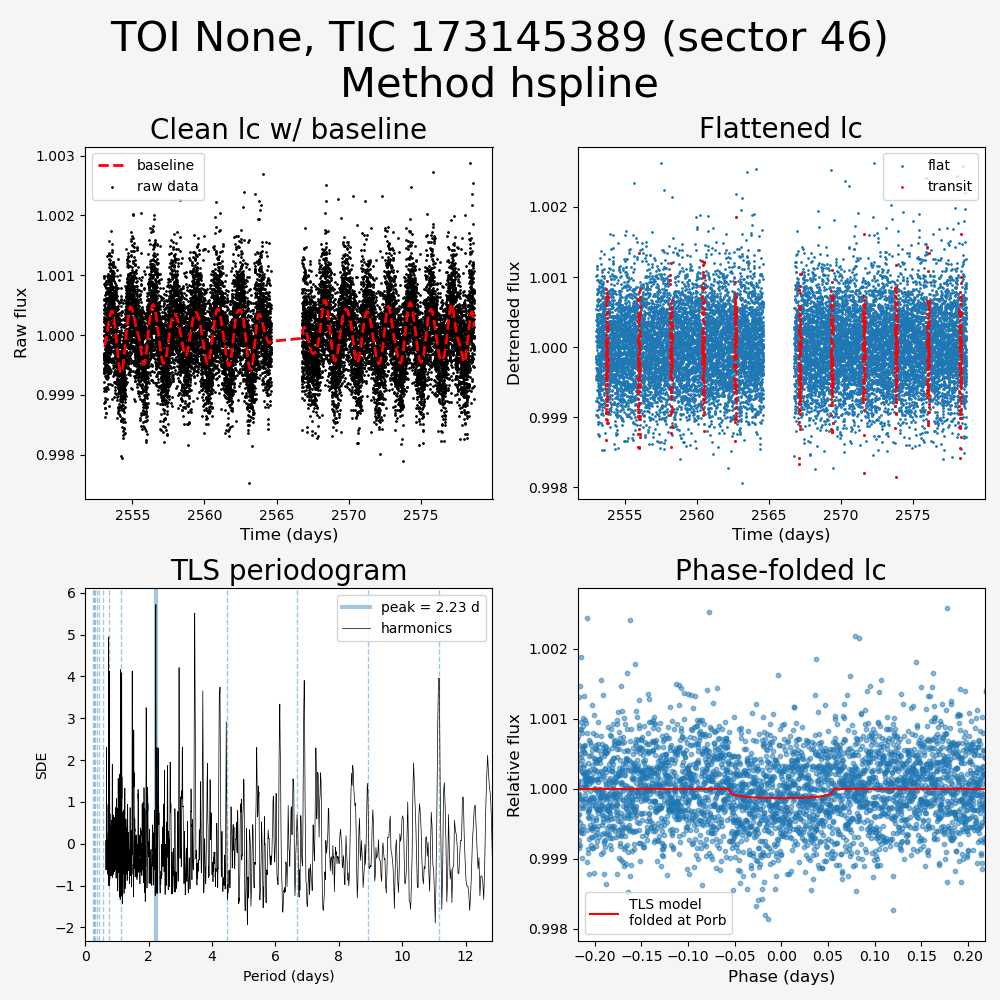 TOI None, TIC 173145389 (sector 46)
Method hspline
Clean lc w/ baseline
Flattened lc
1.003
1.002
1.001
1.000
0.999
0.998
Raw flux
baseline
raw data
2555
2560
2565
2570
2575
Time (days)
1.002
1.001
1.000
0.999
0.998
Detrended flux
flat
transit
2555
2560
2565
2570
2575
Time (days)
TLS periodogram
Phase-folded lc
6
5
4
3
2
1
0
−1
−2
SDE
peak = 2.23 d
harmonics
0
2
4
6
8
10
12
Period (days)
1.002
1.001
1.000
0.999
0.998
Relative flux
TLS model
folded at Porb
−0.20
−0.15
−0.10
−0.05
0.00
0.05
0.10
0.15
0.20
Phase (days)